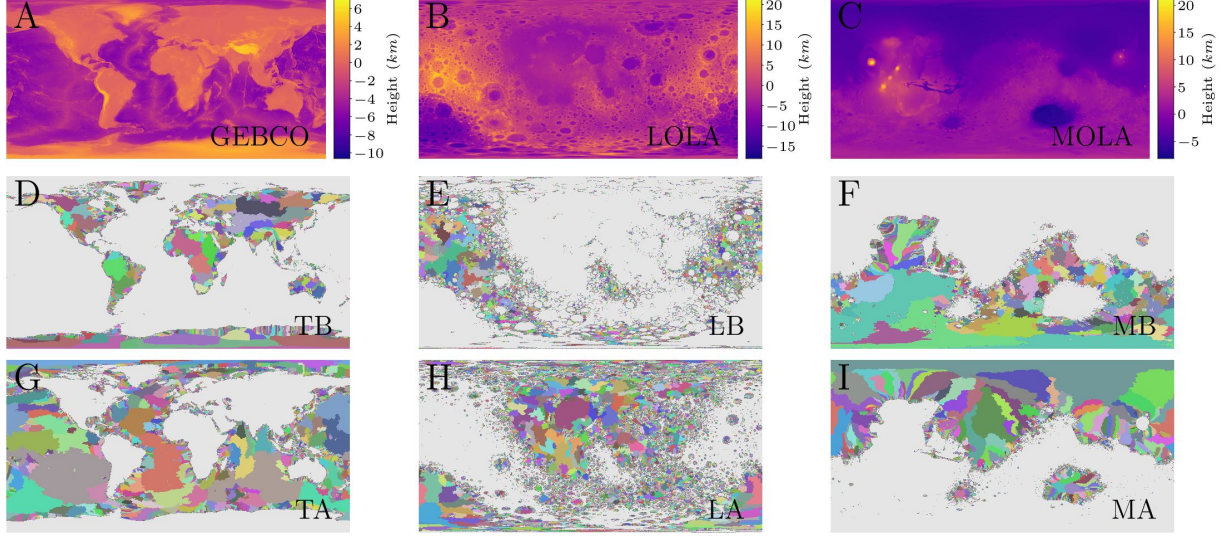 A
GEBCO
6
4
2
0
−2
−4
−6
−8
−10
Height (km)
B
LOLA
20
15
10
5
0
−5
−10
−15
Height (km)
C
MOLA
20
15
10
5
0
−5
Height (km)
D
TB
E
LB
F
MB
G
TA
H
LA
I
MA